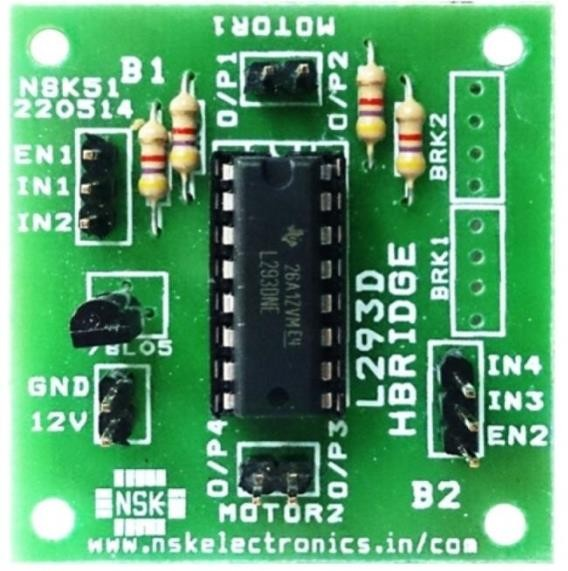 MOTOR1
B1
O/P1
O/P2
NSK51
220514
EN1
IN1
IN2
BRK2
BRK1
26A12VM E4
L293DNE
L293D
HBRIDGE
78L05
GND
12V
IN4
IN3
EN2
O/P4
O/P3
MOTOR2
B2
NSK
www.nskelectronics.in/com